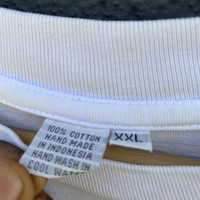 100% COTTON
HAND MADE
IN INDONESIA
HAND WASH IN
COOL WATER
XXL